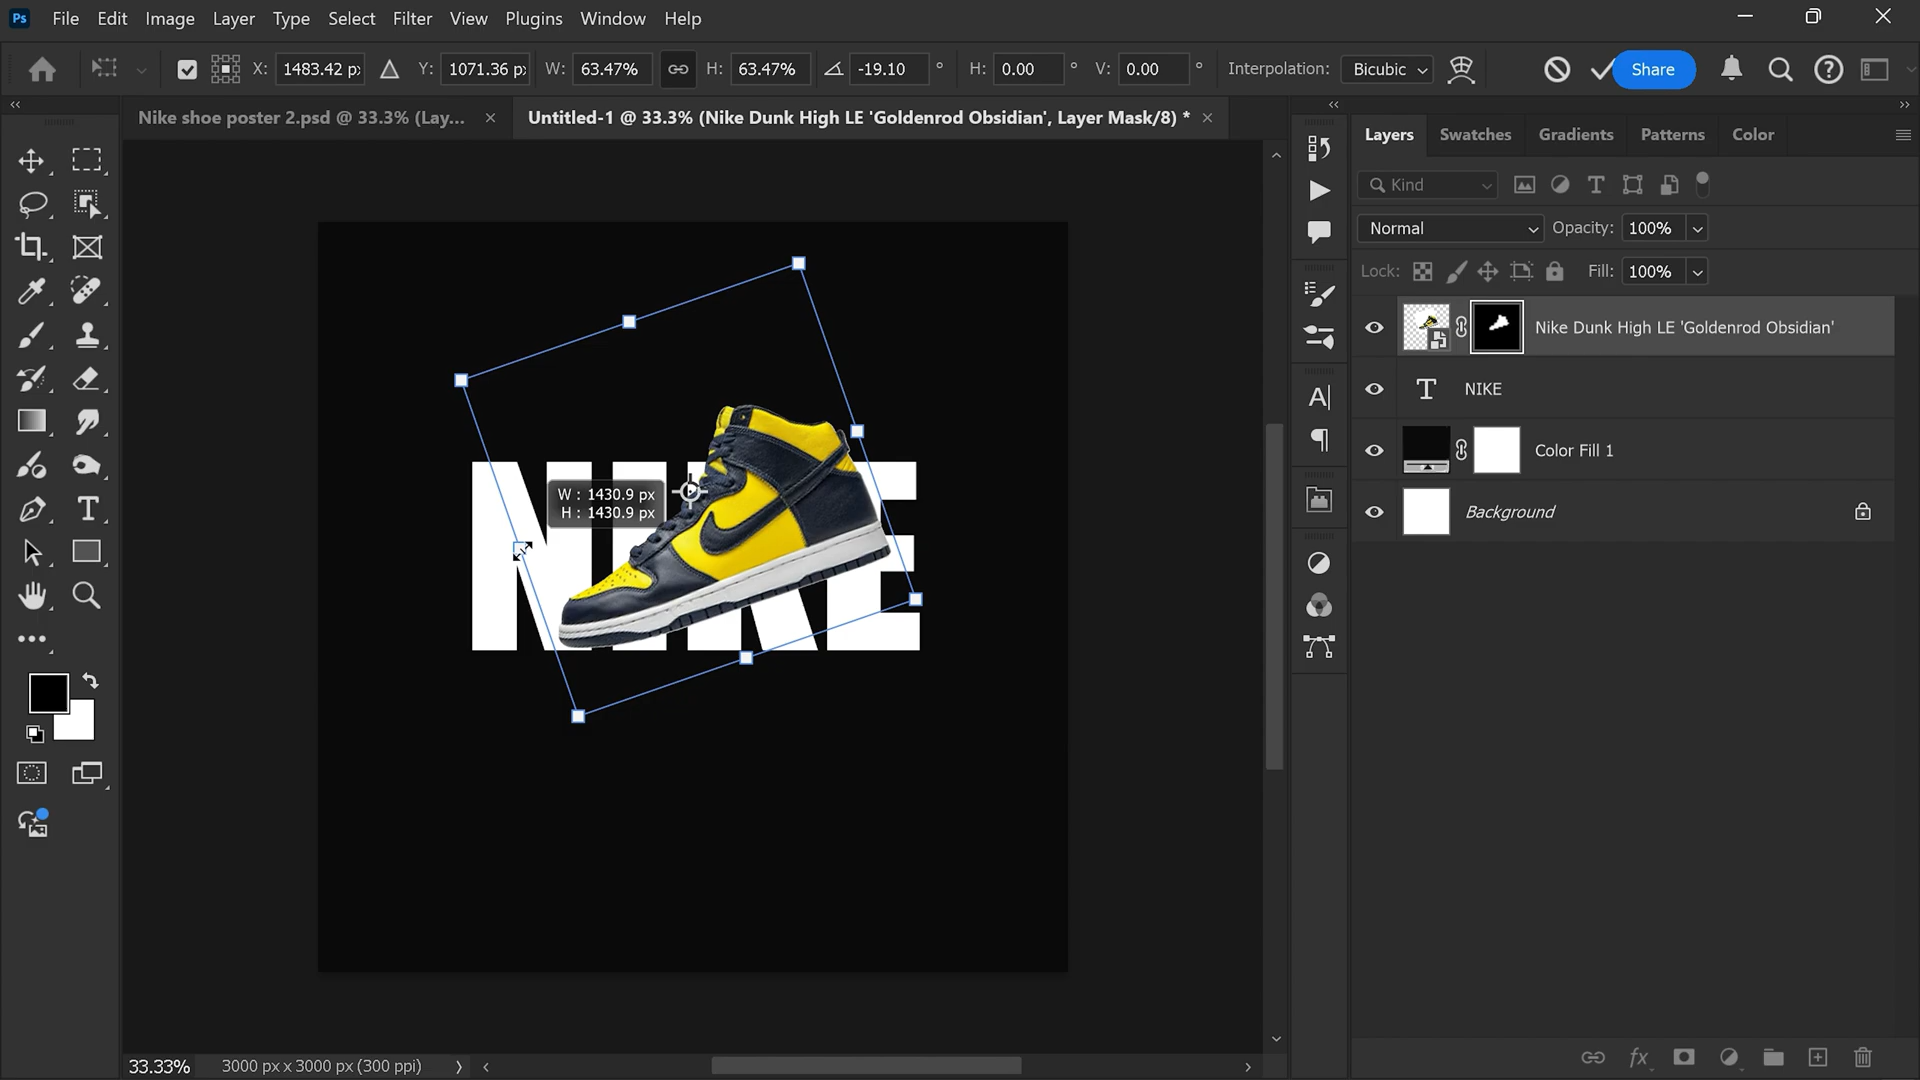 Ps File Edit Image Layer Type Select Filter View Plugins Window Help
X: 1483.42 p Y: 1071.36 p W: 63.47% H: 63.47% -19.10 ° H: 0.00 ° V: 0.00 ° Interpolation: Bicubic Share
Nike shoe poster 2.psd @ 33.3% (Lay... × Untitled-1 @ 33.3% (Nike Dunk High LE 'Goldenrod Obsidian', Layer Mask/8) * ×
Layers Swatches Gradients Patterns Color
Kind
Normal Opacity: 100%
Lock: Fill: 100%
Nike Dunk High LE 'Goldenrod Obsidian'
NIKE
Color Fill 1
Background
W : 1430.9 px
H : 1430.9 px
33.33% 3000 px x 3000 px (300 ppi)